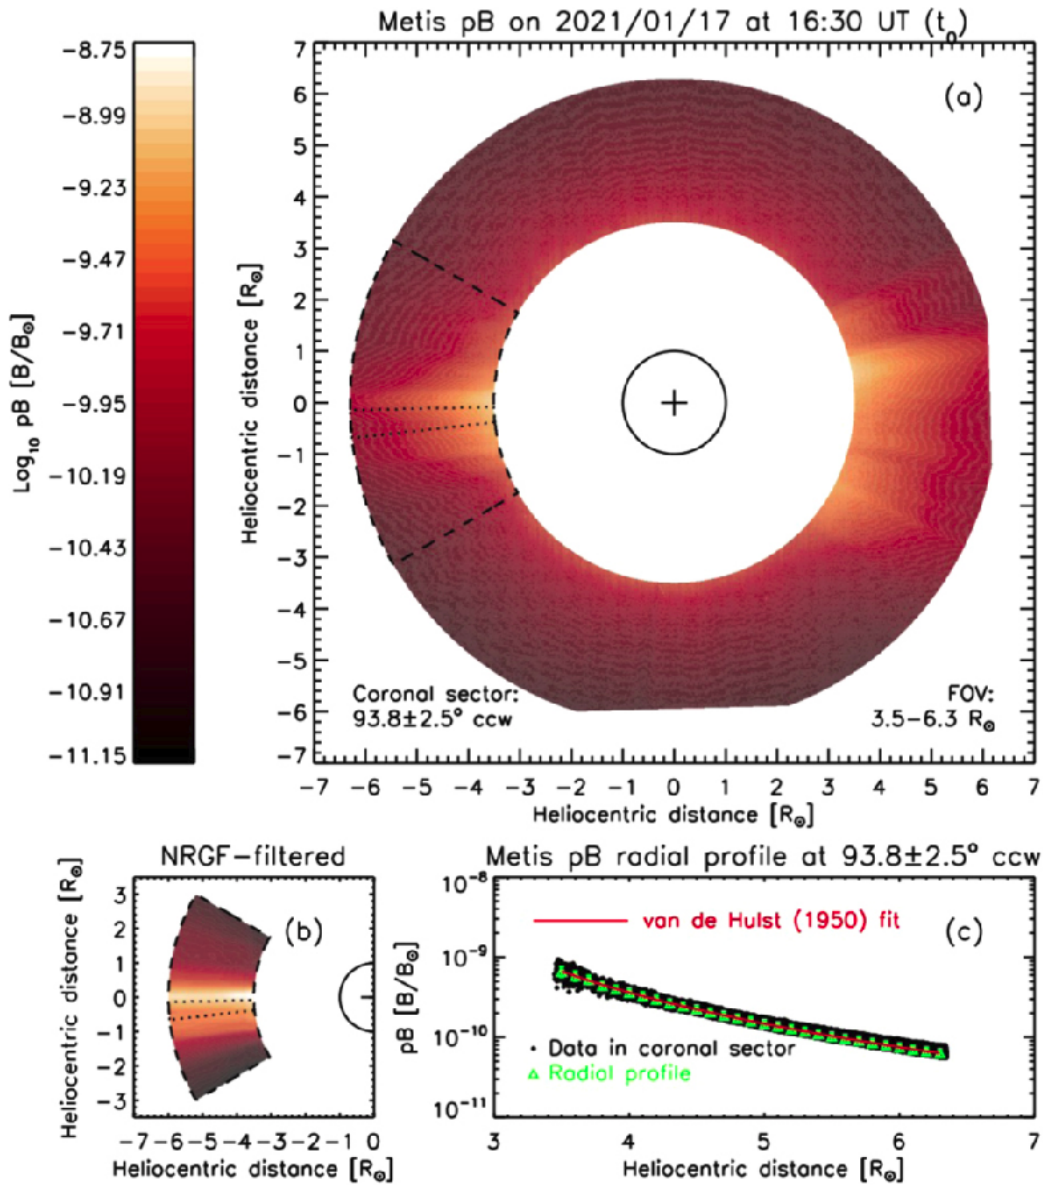 Metis pB on 2021/01/17 at 16:30 UT (t₀)
(a)
Log₁₀ pB [B/B⊙]
−8.75
−8.99
−9.23
−9.47
−9.71
−9.95
−10.19
−10.43
−10.67
−10.91
−11.15
Heliocentric distance [R⊙]
7
6
5
4
3
2
1
0
−1
−2
−3
−4
−5
−6
−7
Coronal sector:
93.8±2.5° ccw
FOV:
3.5−6.3 R⊙
−7 −6 −5 −4 −3 −2 −1 0 1 2 3 4 5 6 7
Heliocentric distance [R⊙]
NRGF−filtered
(b)
Heliocentric distance [R⊙]
3
2
1
0
−1
−2
−3
−7 −6 −5 −4 −3 −2 −1 0
Heliocentric distance [R⊙]
Metis pB radial profile at 93.8±2.5° ccw
van de Hulst (1950) fit
(c)
pB [B/B⊙]
10⁻⁸
10⁻⁹
10⁻¹⁰
10⁻¹¹
Data in coronal sector
Radial profile
3 4 5 6 7
Heliocentric distance [R⊙]